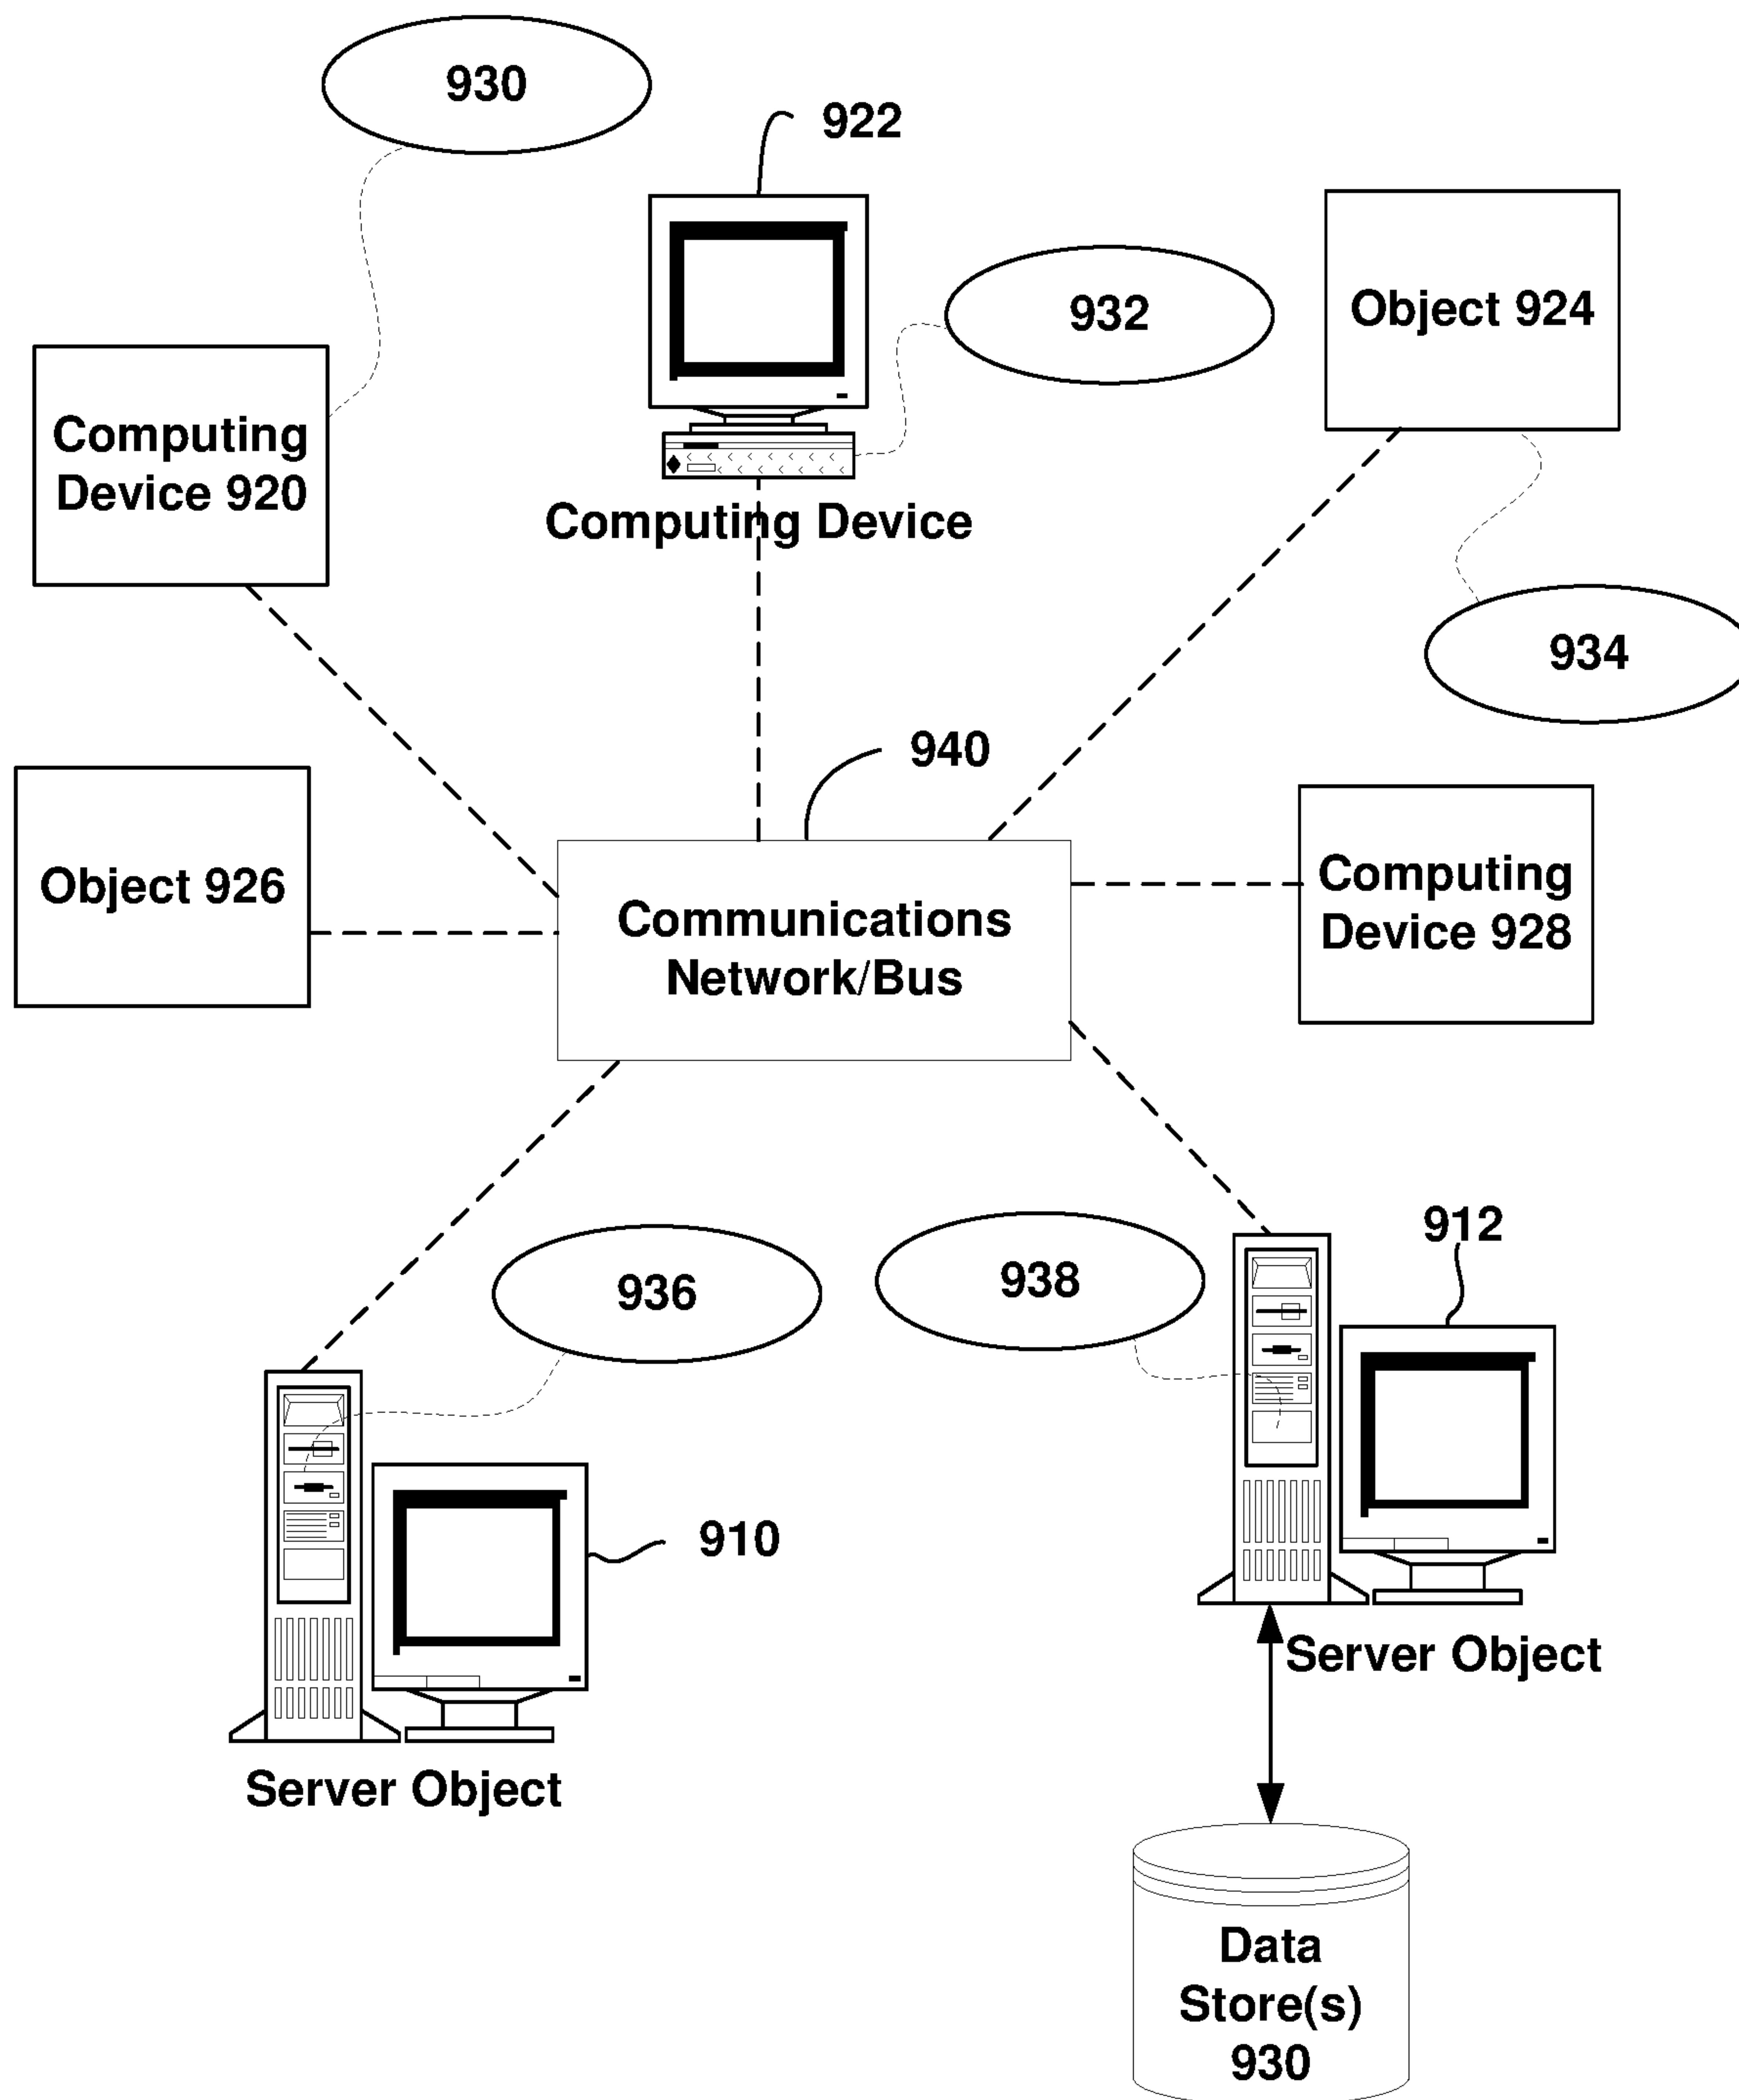 930
922
932
Object 924
Computing
Device 920
Computing Device
934
940
Object 926
Computing
Device 928
Communications
Network/Bus
912
936
938
910
Server Object
Server Object
Data
Store(s)
930